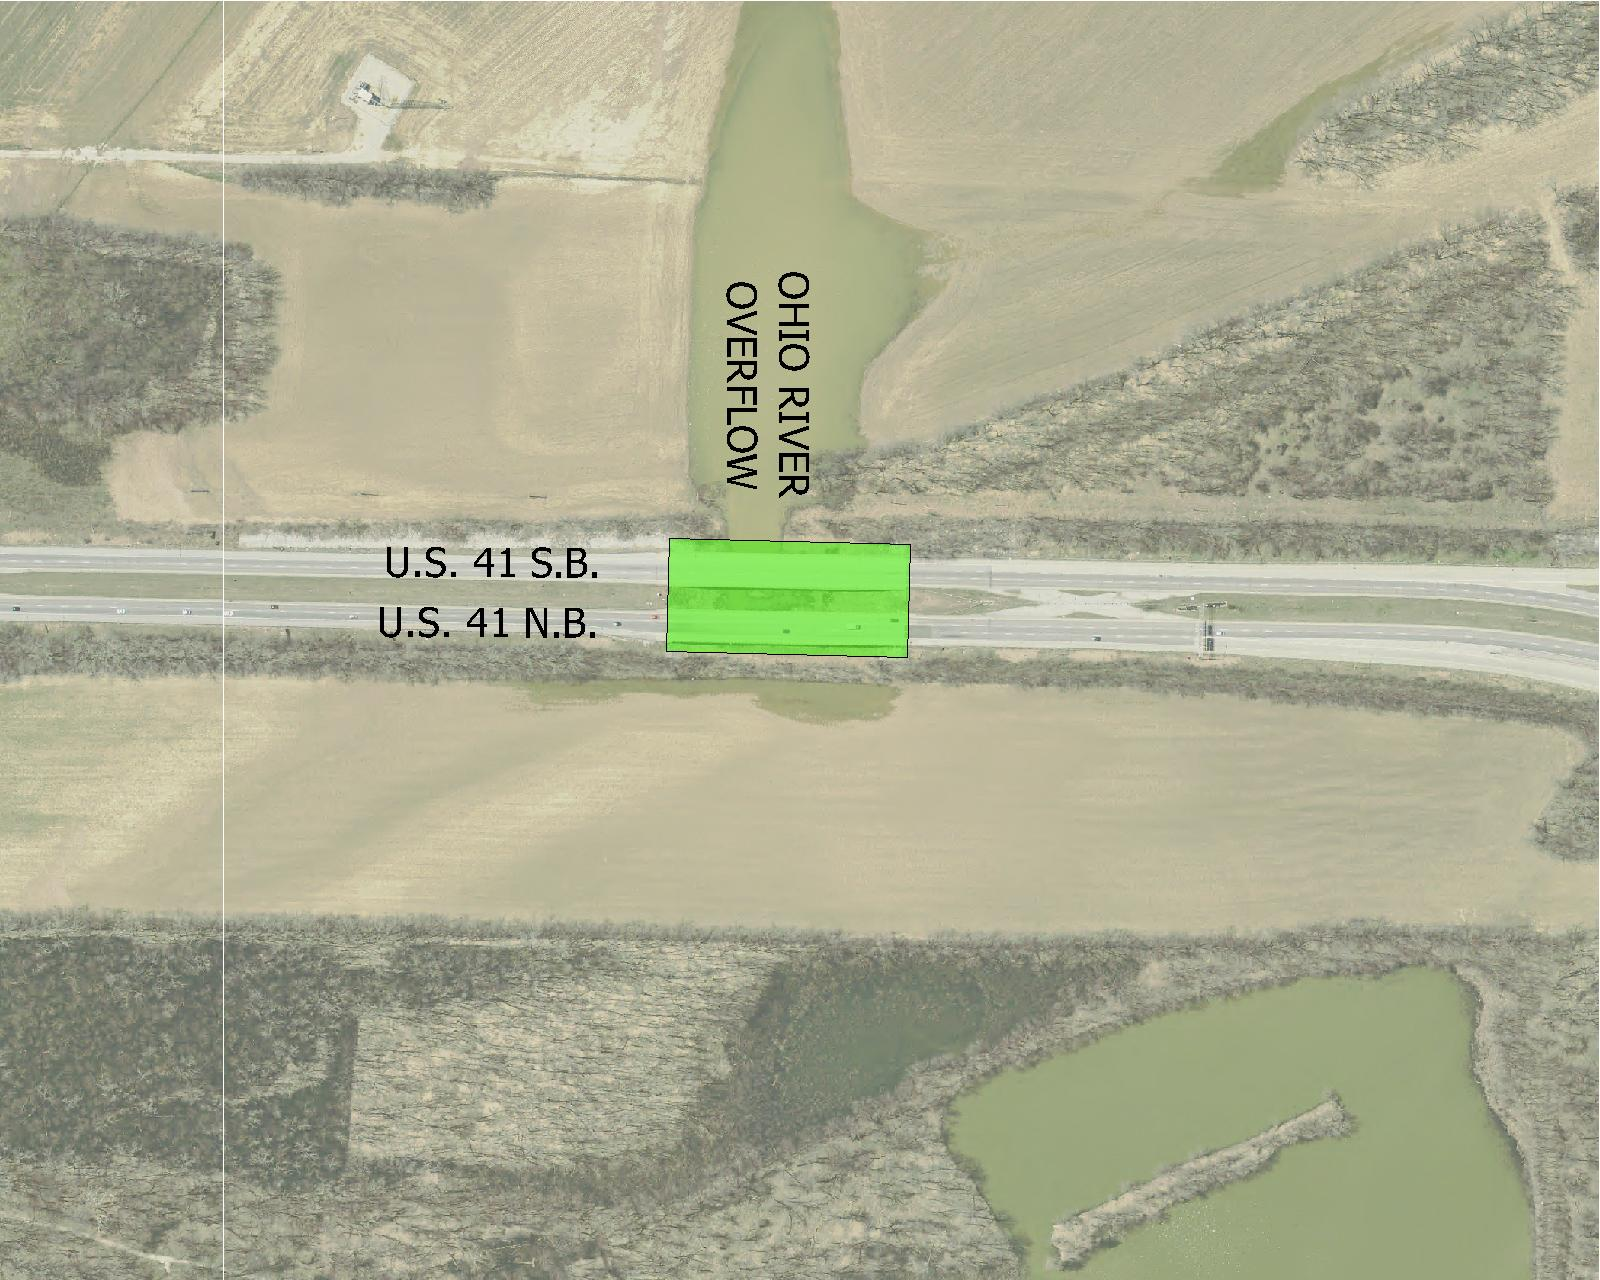 OHIO RIVER
OVERFLOW
U.S. 41 S.B.
U.S. 41 N.B.